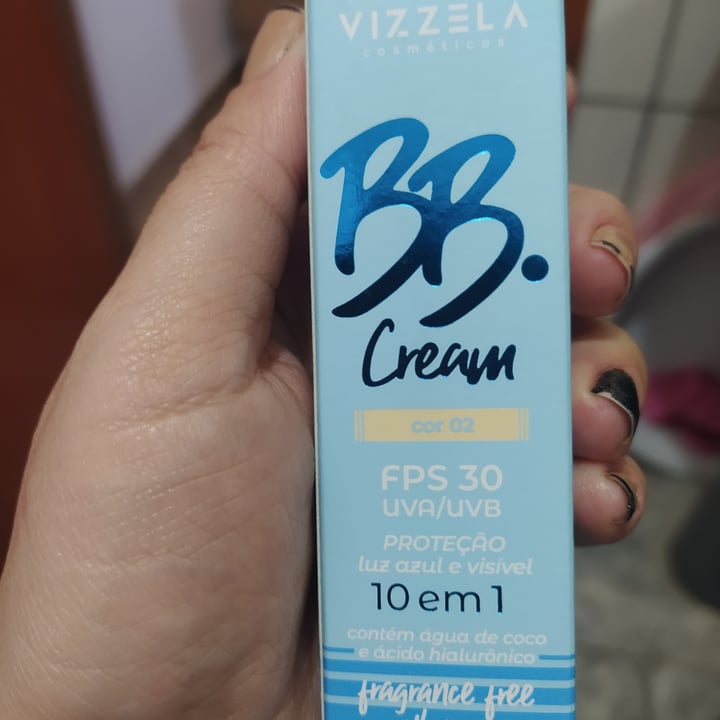 VIZZELA
cosméticos
BB.
Cream
cor 02
FPS 30
UVA/UVB
PROTEÇÃO
luz azul e visível
10 em 1
contém água de coco
e ácido hialurônico
fragrance free